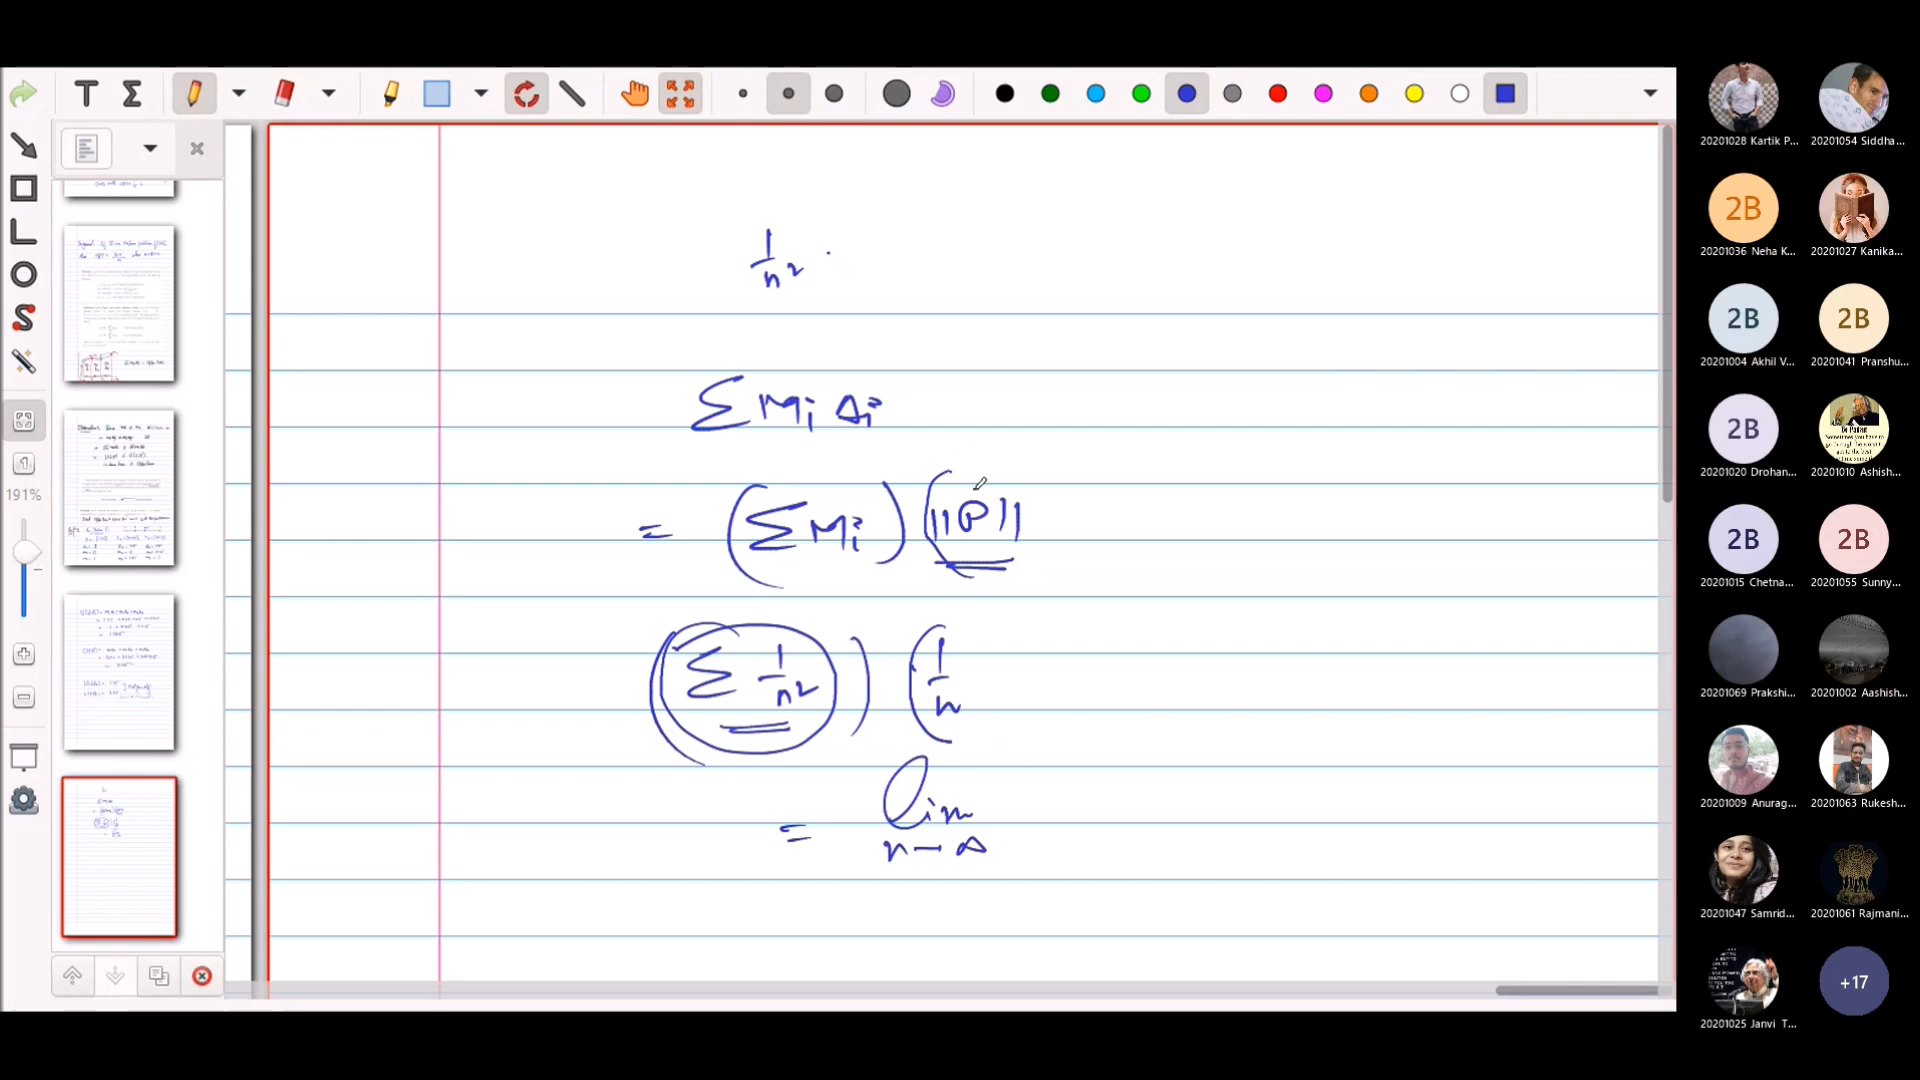 T Σ
191%
1/n² .
Σ Mᵢ Δᵢ
= (Σ Mᵢ) (||P||
(Σ 1/n²) (1/n
= lim
n → ∞
20201028 Kartik P...
20201054 Siddha...
2B
20201036 Neha K...
20201027 Kanika...
2B
20201004 Akhil V...
2B
20201041 Pranshu...
2B
20201020 Drohan...
20201010 Ashish...
2B
20201015 Chetna...
2B
20201055 Sunny...
20201069 Prakshi...
20201002 Aashish...
20201009 Anurag...
20201063 Rukesh...
20201047 Samrid...
20201061 Rajmani...
20201025 Janvi T...
+17